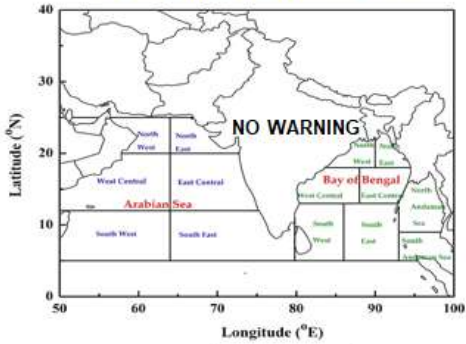 40
30
20
10
0
Latitude (°N)
NO WARNING
North West
North East
West Central
East Central
Arabian Sea
South West
South East
North West
North East
Bay of Bengal
West Central
East Central
South West
South East
North Andaman Sea
South Andaman Sea
50 60 70 80 90 100
Longitude (°E)